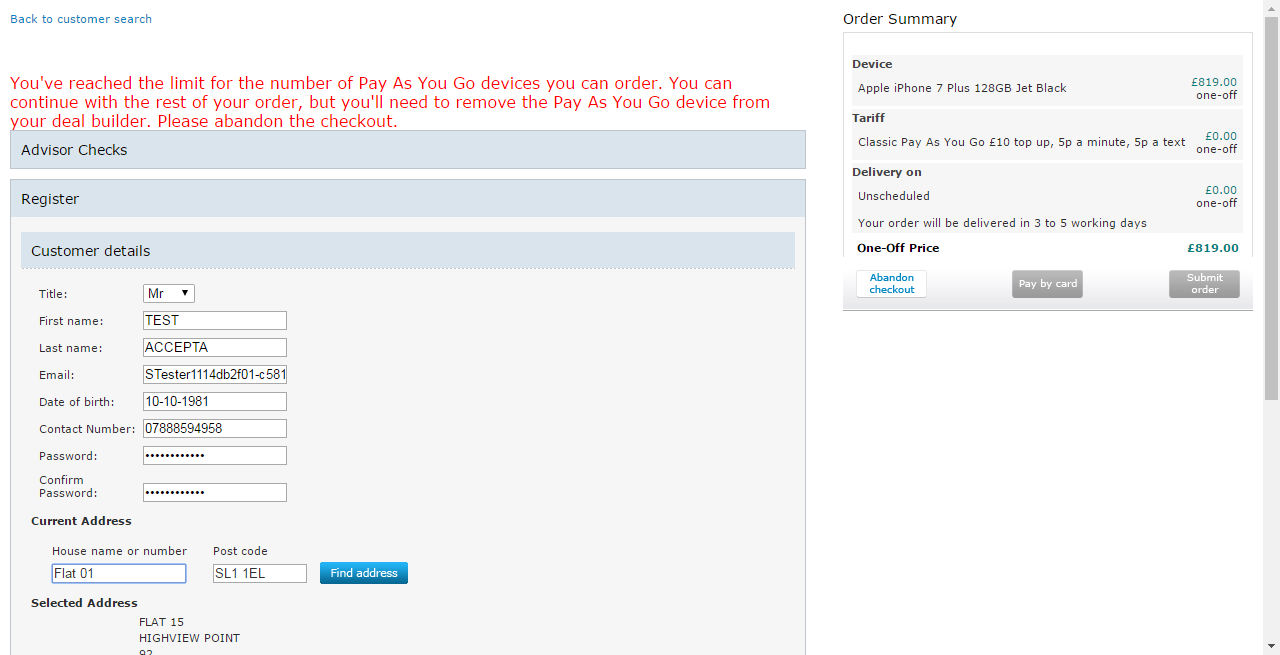 Back to customer search
You've reached the limit for the number of Pay As You Go devices you can order. You can
continue with the rest of your order, but you'll need to remove the Pay As You Go device from
your deal builder. Please abandon the checkout.
Advisor Checks
Register
Customer details
Title: Mr
First name: TEST
Last name: ACCEPTA
Email: STester1114db2f01-c581
Date of birth: 10-10-1981
Contact Number: 07888594958
Password: ••••••••••••
Confirm
Password: ••••••••••••
Current Address
House name or number Post code
Flat 01 SL1 1EL Find address
Selected Address
FLAT 15
HIGHVIEW POINT
92
Order Summary
Device
Apple iPhone 7 Plus 128GB Jet Black £819.00
one-off
Tariff
Classic Pay As You Go £10 top up, 5p a minute, 5p a text £0.00
one-off
Delivery on
Unscheduled £0.00
one-off
Your order will be delivered in 3 to 5 working days
One-Off Price £819.00
Abandon
checkout
Pay by card
Submit
order